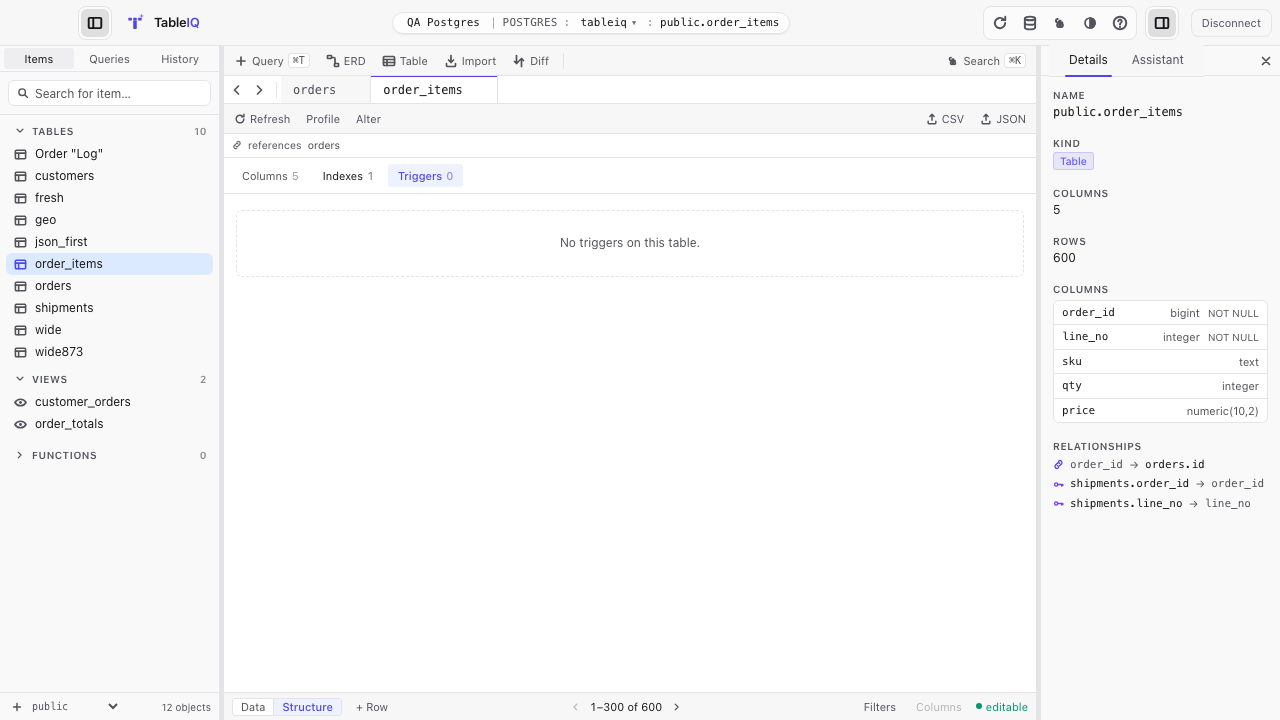 TableIQ
QA Postgres | POSTGRES : tableiq ▾ : public.order_items
Disconnect
Items Queries History
Search for item...
TABLES 10
Order "Log"
customers
fresh
geo
json_first
order_items
orders
shipments
wide
wide873
VIEWS 2
customer_orders
order_totals
FUNCTIONS 0
+ public 12 objects
+ Query ⌘T ERD Table Import Diff Search ⌘K
orders order_items
Refresh Profile Alter CSV JSON
references orders
Columns 5 Indexes 1 Triggers 0
No triggers on this table.
Data Structure + Row 1–300 of 600 Filters Columns editable
Details Assistant
NAME
public.order_items
KIND
Table
COLUMNS
5
ROWS
600
COLUMNS
order_id bigint NOT NULL
line_no integer NOT NULL
sku text
qty integer
price numeric(10,2)
RELATIONSHIPS
order_id → orders.id
shipments.order_id → order_id
shipments.line_no → line_no